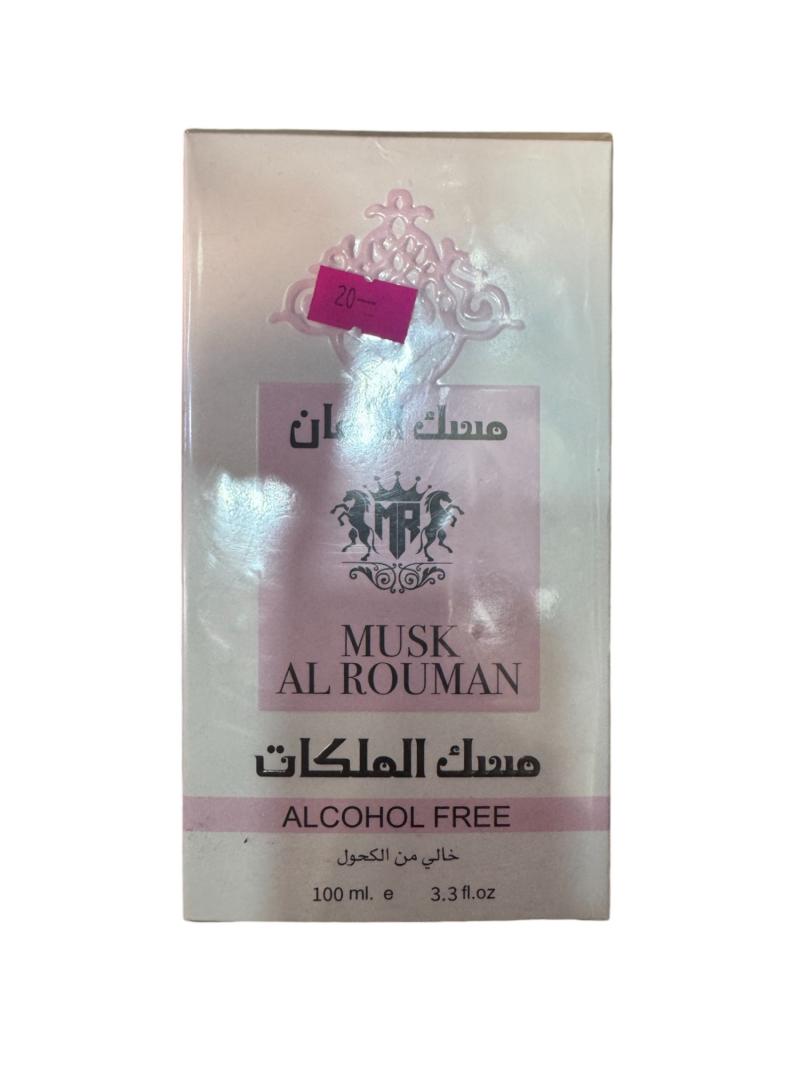 20—
مسك
MR
MUSK
AL ROUMAN
مسك الملكات
ALCOHOL FREE
خالي من الكحول
100 ml. e 3.3 fl.oz